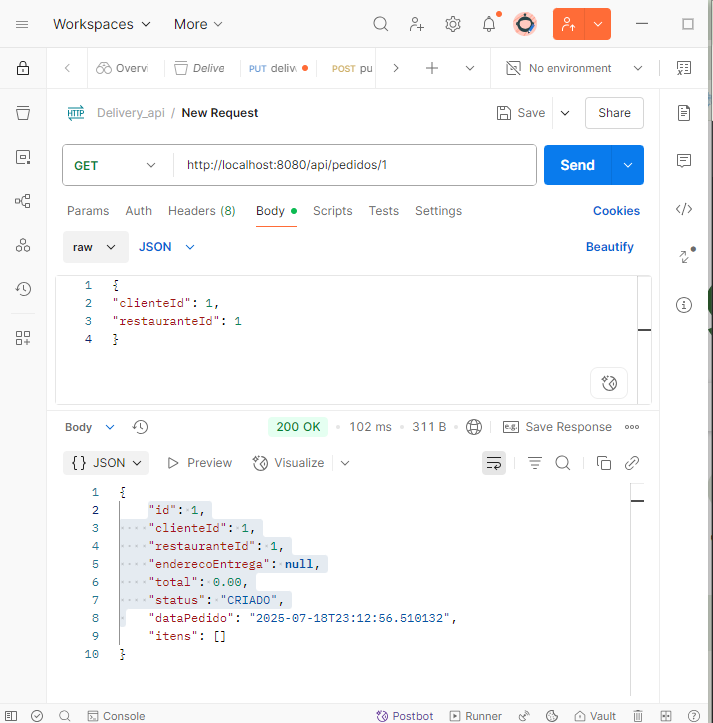 Workspaces More
Overvi Delive PUT deliv POST pu No environment
HTTP Delivery_api / New Request Save Share
GET http://localhost:8080/api/pedidos/1 Send
Params Auth Headers (8) Body Scripts Tests Settings Cookies
raw JSON Beautify
1 {
2 "clienteId": 1,
3 "restauranteId": 1
4 }
Body 200 OK • 102 ms • 311 B • e.g. Save Response
{} JSON Preview Visualize
1 {
2 "id": 1,
3 "clienteId": 1,
4 "restauranteId": 1,
5 "enderecoEntrega": null,
6 "total": 0.00,
7 "status": "CRIADO",
8 "dataPedido": "2025-07-18T23:12:56.510132",
9 "itens": []
10 }
Console Postbot Runner Vault